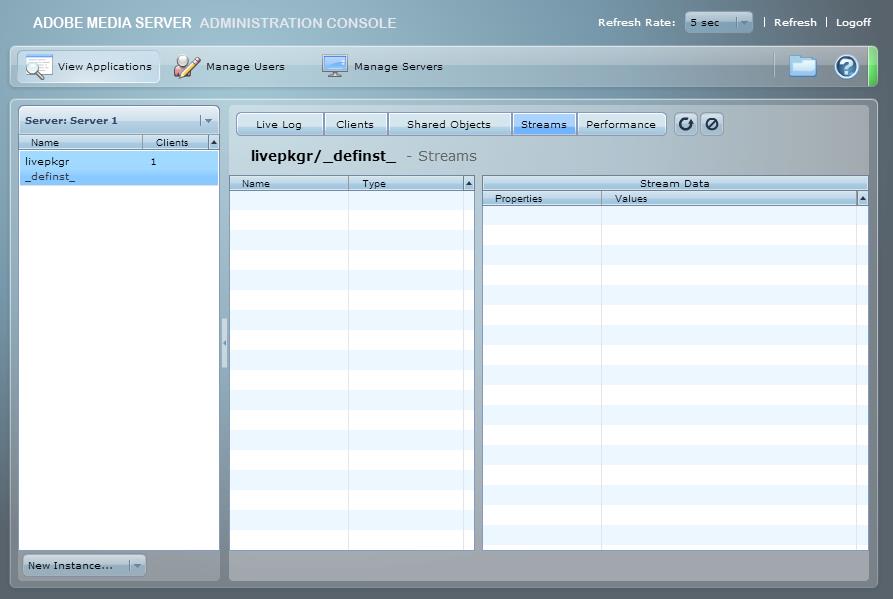 ADOBE MEDIA SERVER ADMINISTRATION CONSOLE
Refresh Rate: 5 sec | Refresh | Logoff
View Applications Manage Users Manage Servers
Server: Server 1
Name Clients
livepkgr 1
_definst_
Live Log Clients Shared Objects Streams Performance
livepkgr/_definst_ - Streams
Name Type
Stream Data
Properties Values
New Instance...